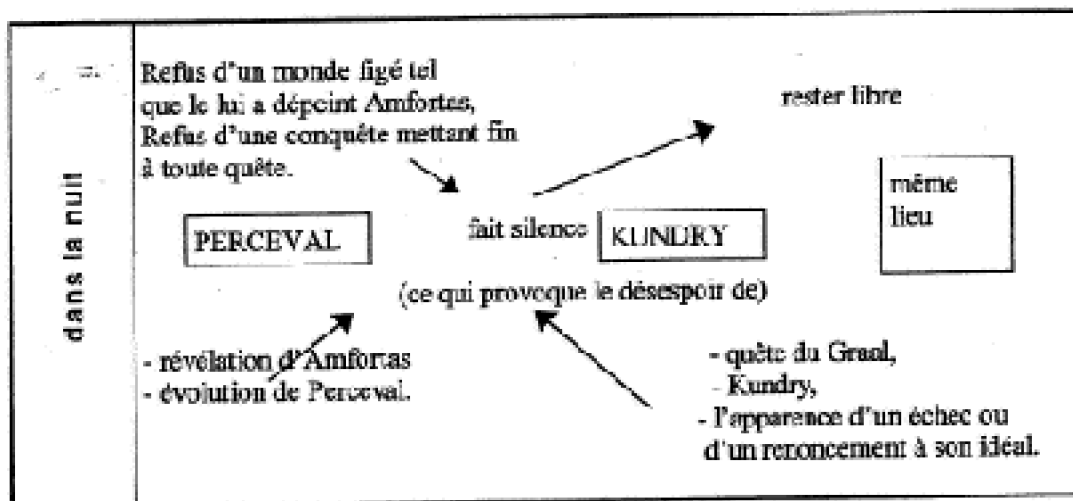 dans la nuit
Refus d'un monde figé tel
que le lui a dépeint Amfortas,
Refus d'une conquête mettant fin
à toute quête.
rester libre
même
lieu
PERCEVAL
fait silence
KUNDRY
(ce qui provoque le désespoir de)
- révélation d'Amfortas
- évolution de Perceval.
- quête du Graal,
- Kundry,
- l'apparence d'un échec ou
d'un renoncement à son idéal.